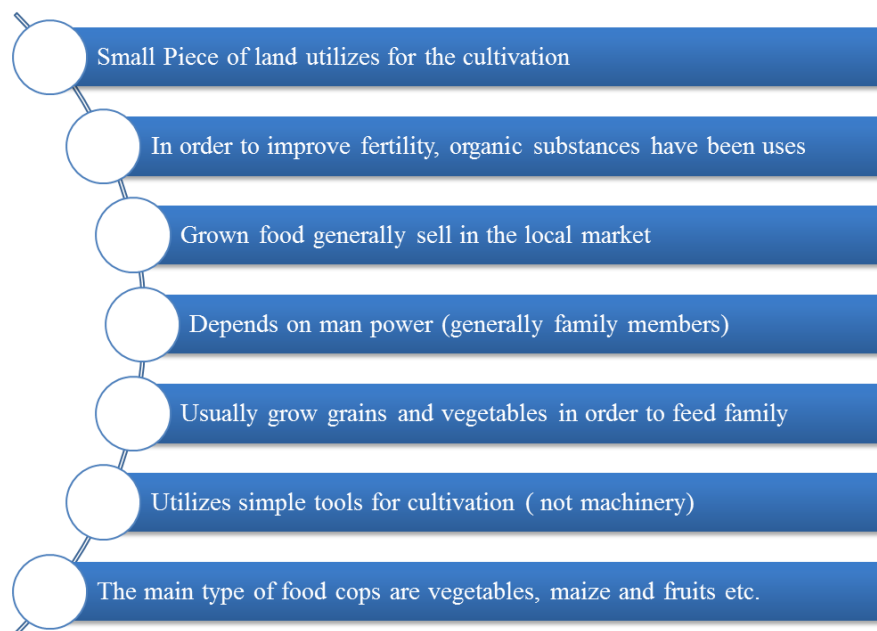 Small Piece of land utilizes for the cultivation
In order to improve fertility, organic substances have been uses
Grown food generally sell in the local market
Depends on man power (generally family members)
Usually grow grains and vegetables in order to feed family
Utilizes simple tools for cultivation ( not machinery)
The main type of food cops are vegetables, maize and fruits etc.